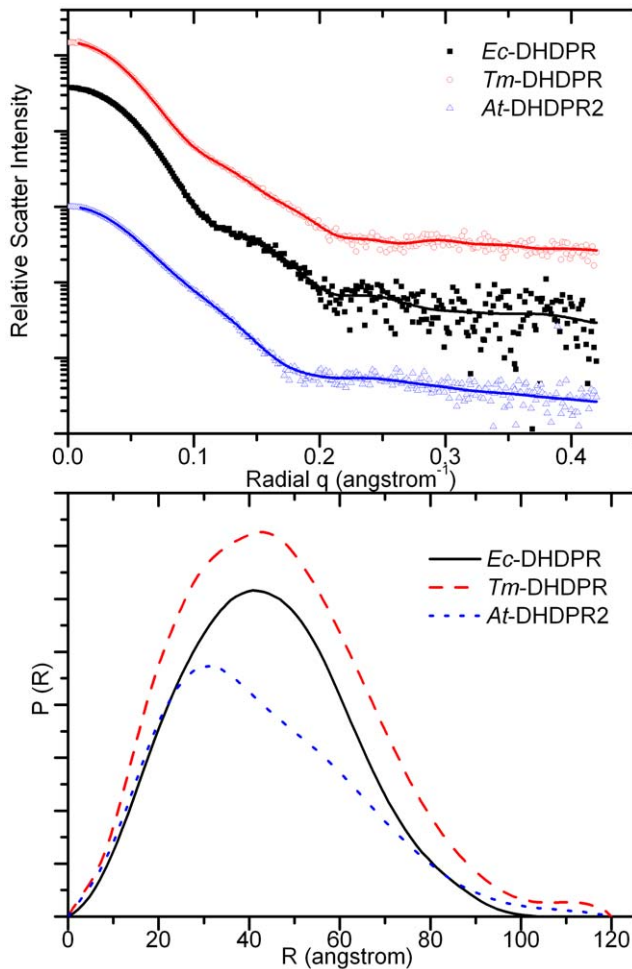 Relative Scatter Intensity
Ec-DHDPR
Tm-DHDPR
At-DHDPR2
0.0 0.1 0.2 0.3 0.4
Radial q (angstrom-1)
P (R)
Ec-DHDPR
Tm-DHDPR
At-DHDPR2
0 20 40 60 80 100 120
R (angstrom)